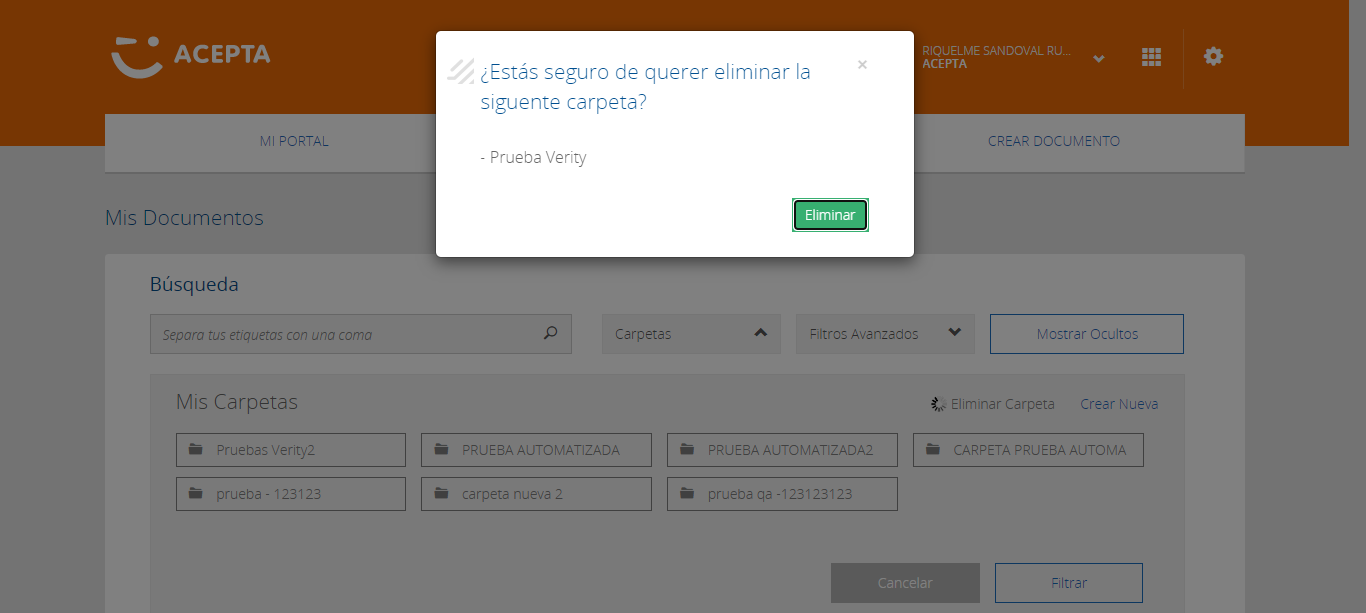 ACEPTA
RIQUELME SANDOVAL RU...
ACEPTA
¿Estás seguro de querer eliminar la
siguente carpeta?
×
- Prueba Verity
Eliminar
MI PORTAL
CREAR DOCUMENTO
Mis Documentos
Búsqueda
Separa tus etiquetas con una coma
Carpetas
Filtros Avanzados
Mostrar Ocultos
Mis Carpetas
Eliminar Carpeta
Crear Nueva
Pruebas Verity2
PRUEBA AUTOMATIZADA
PRUEBA AUTOMATIZADA2
CARPETA PRUEBA AUTOMA
prueba - 123123
carpeta nueva 2
prueba qa -123123123
Cancelar
Filtrar